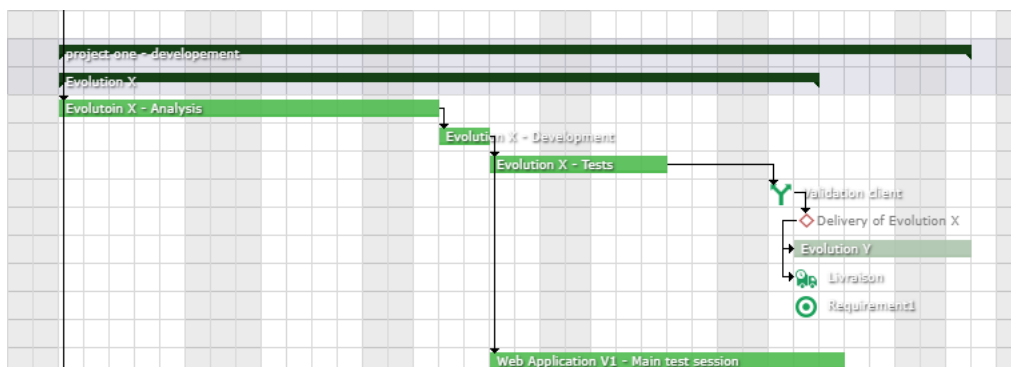 project one - developement
Evolution X
Evolutoin X - Analysis
Evolution X - Development
Evolution X - Tests
Validation client
Delivery of Evolution X
Evolution Y
Livraison
Requirement1
Web Application V1 - Main test session